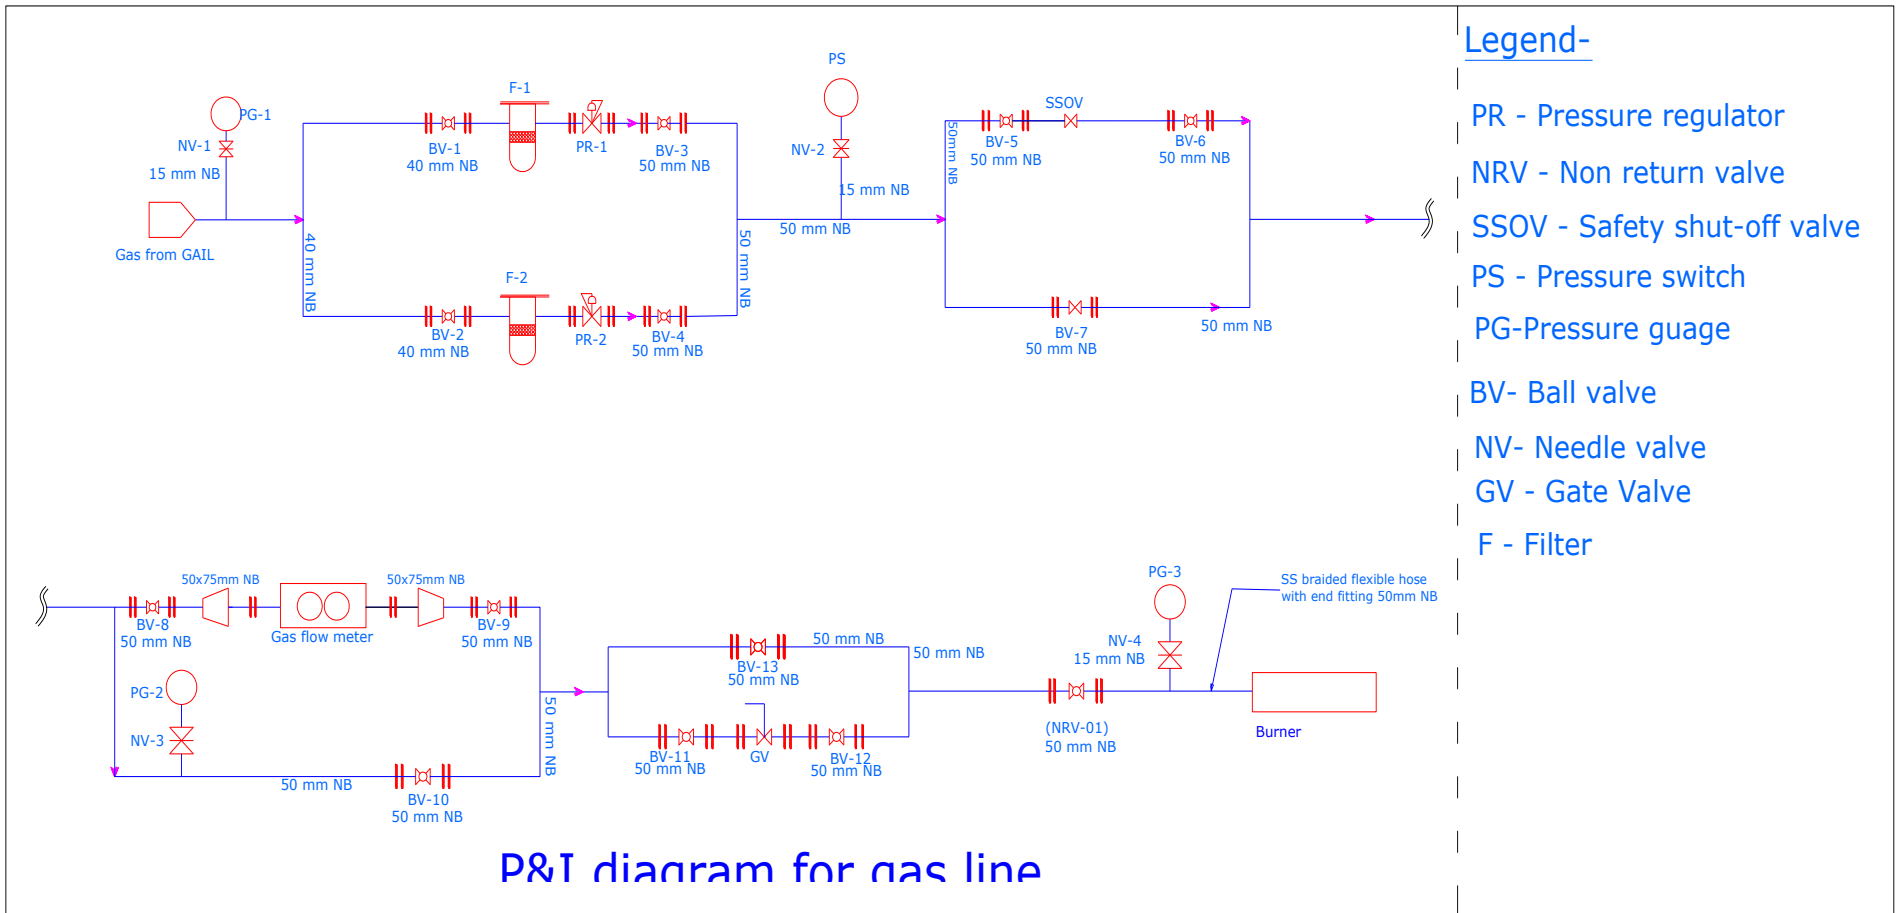 Legend-
PR - Pressure regulator
NRV - Non return valve
SSOV - Safety shut-off valve
PS - Pressure switch
PG-Pressure guage
BV- Ball valve
NV- Needle valve
GV - Gate Valve
F - Filter
PG-1
NV-1
15 mm NB
Gas from GAIL
40 mm NB
F-1
BV-1
40 mm NB
PR-1
BV-3
50 mm NB
F-2
BV-2
40 mm NB
PR-2
BV-4
50 mm NB
50 mm NB
PS
NV-2
15 mm NB
50 mm NB
50mm NB
SSOV
BV-5
50 mm NB
BV-6
50 mm NB
BV-7
50 mm NB
50 mm NB
50x75mm NB
50x75mm NB
BV-8
50 mm NB
Gas flow meter
BV-9
50 mm NB
PG-2
NV-3
50 mm NB
BV-10
50 mm NB
50 mm NB
BV-13
50 mm NB
50 mm NB
50 mm NB
BV-11
50 mm NB
GV
BV-12
50 mm NB
(NRV-01)
50 mm NB
PG-3
NV-4
15 mm NB
SS braided flexible hose
with end fitting 50mm NB
Burner
P&I diagram for gas line